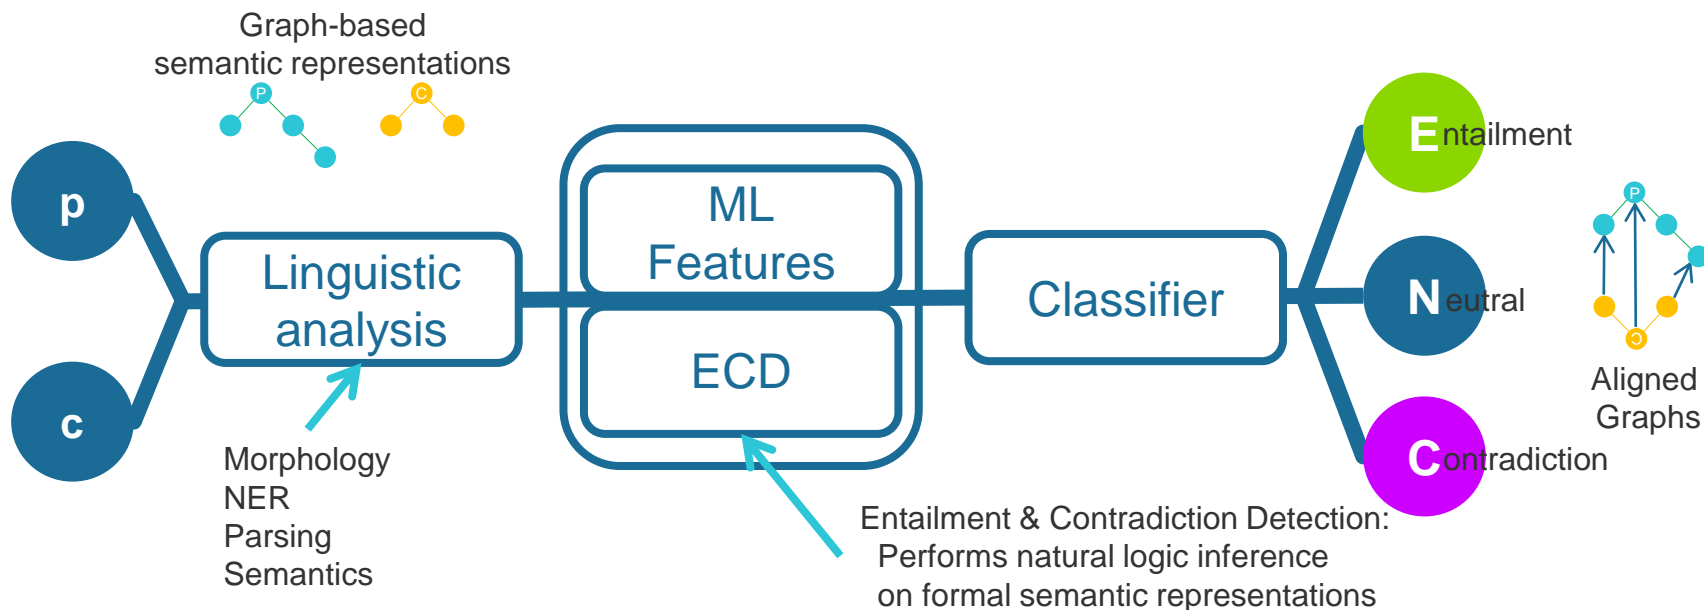 Graph-based
semantic representations
P
C
p
c
Linguistic
analysis
Morphology
NER
Parsing
Semantics
ML
Features
ECD
Entailment & Contradiction Detection:
Performs natural logic inference
on formal semantic representations
Classifier
Entailment
Neutral
Contradiction
P
C
Aligned
Graphs